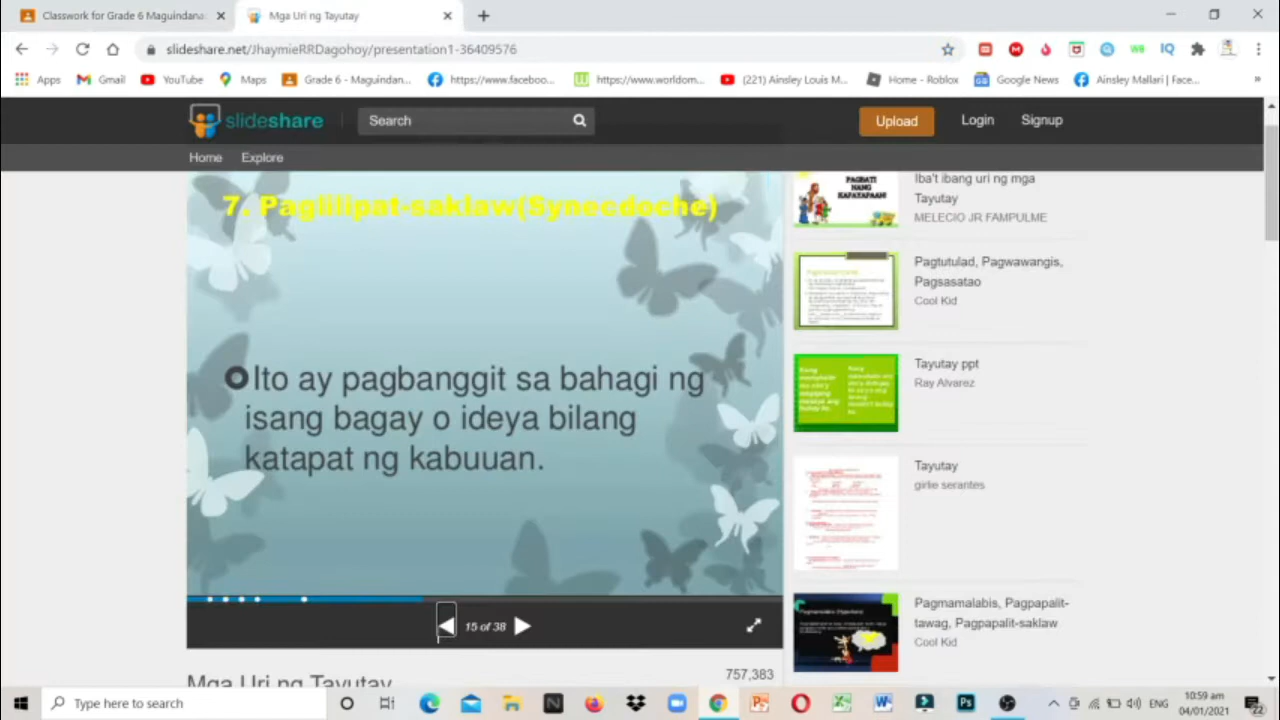 Classwork for Grade 6 Maguindana
Mga Uri ng Tayutay
slideshare.net/JhaymieRRDagohoy/presentation1-36409576
Apps
Gmail
YouTube
Maps
Grade 6 - Maguindan...
https://www.faceboo...
https://www.worldom...
(221) Ainsley Louis M...
Home - Roblox
Google News
Ainsley Mallari | Face...
slideshare
Search
Upload
Login
Signup
Home
Explore
7. Paglilipat-saklaw(Synecdoche)
Ito ay pagbanggit sa bahagi ng
isang bagay o ideya bilang
katapat ng kabuuan.
15 of 38
757,383
Mga Uri ng Tayutay
PAGBATI
NANG
KAPAYAPAAN!
Iba't ibang uri ng mga
Tayutay
MELECIO JR FAMPULME
Pagtutulad, Pagwawangis,
Pagsasatao
Cool Kid
Tayutay ppt
Ray Alvarez
Tayutay
girlie serantes
Pagmamalabis, Pagpapalit-
tawag, Pagpapalit-saklaw
Cool Kid
Type here to search
ENG
10:59 am
04/01/2021
22